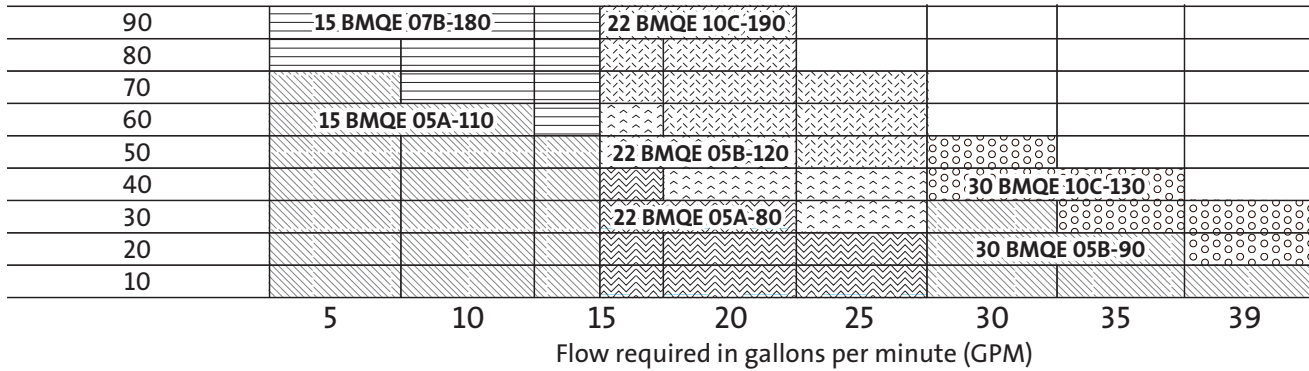 90 15 BMQE 07B-180 22 BMQE 10C-190
80
70
60 15 BMQE 05A-110
50 22 BMQE 05B-120
40 30 BMQE 10C-130
30 22 BMQE 05A-80
20 30 BMQE 05B-90
10
5 10 15 20 25 30 35 39
Flow required in gallons per minute (GPM)